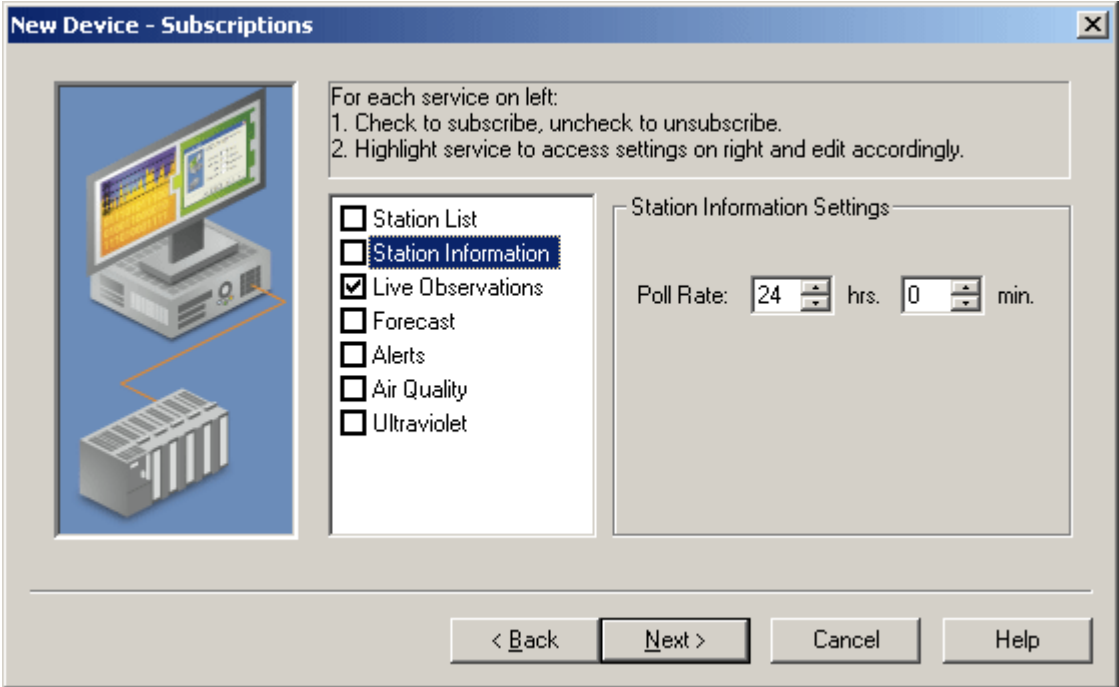 New Device - Subscriptions
For each service on left:
1. Check to subscribe, uncheck to unsubscribe.
2. Highlight service to access settings on right and edit accordingly.
Station List
Station Information
Live Observations
Forecast
Alerts
Air Quality
Ultraviolet
Station Information Settings
Poll Rate: 24 hrs. 0 min.
< Back Next > Cancel Help